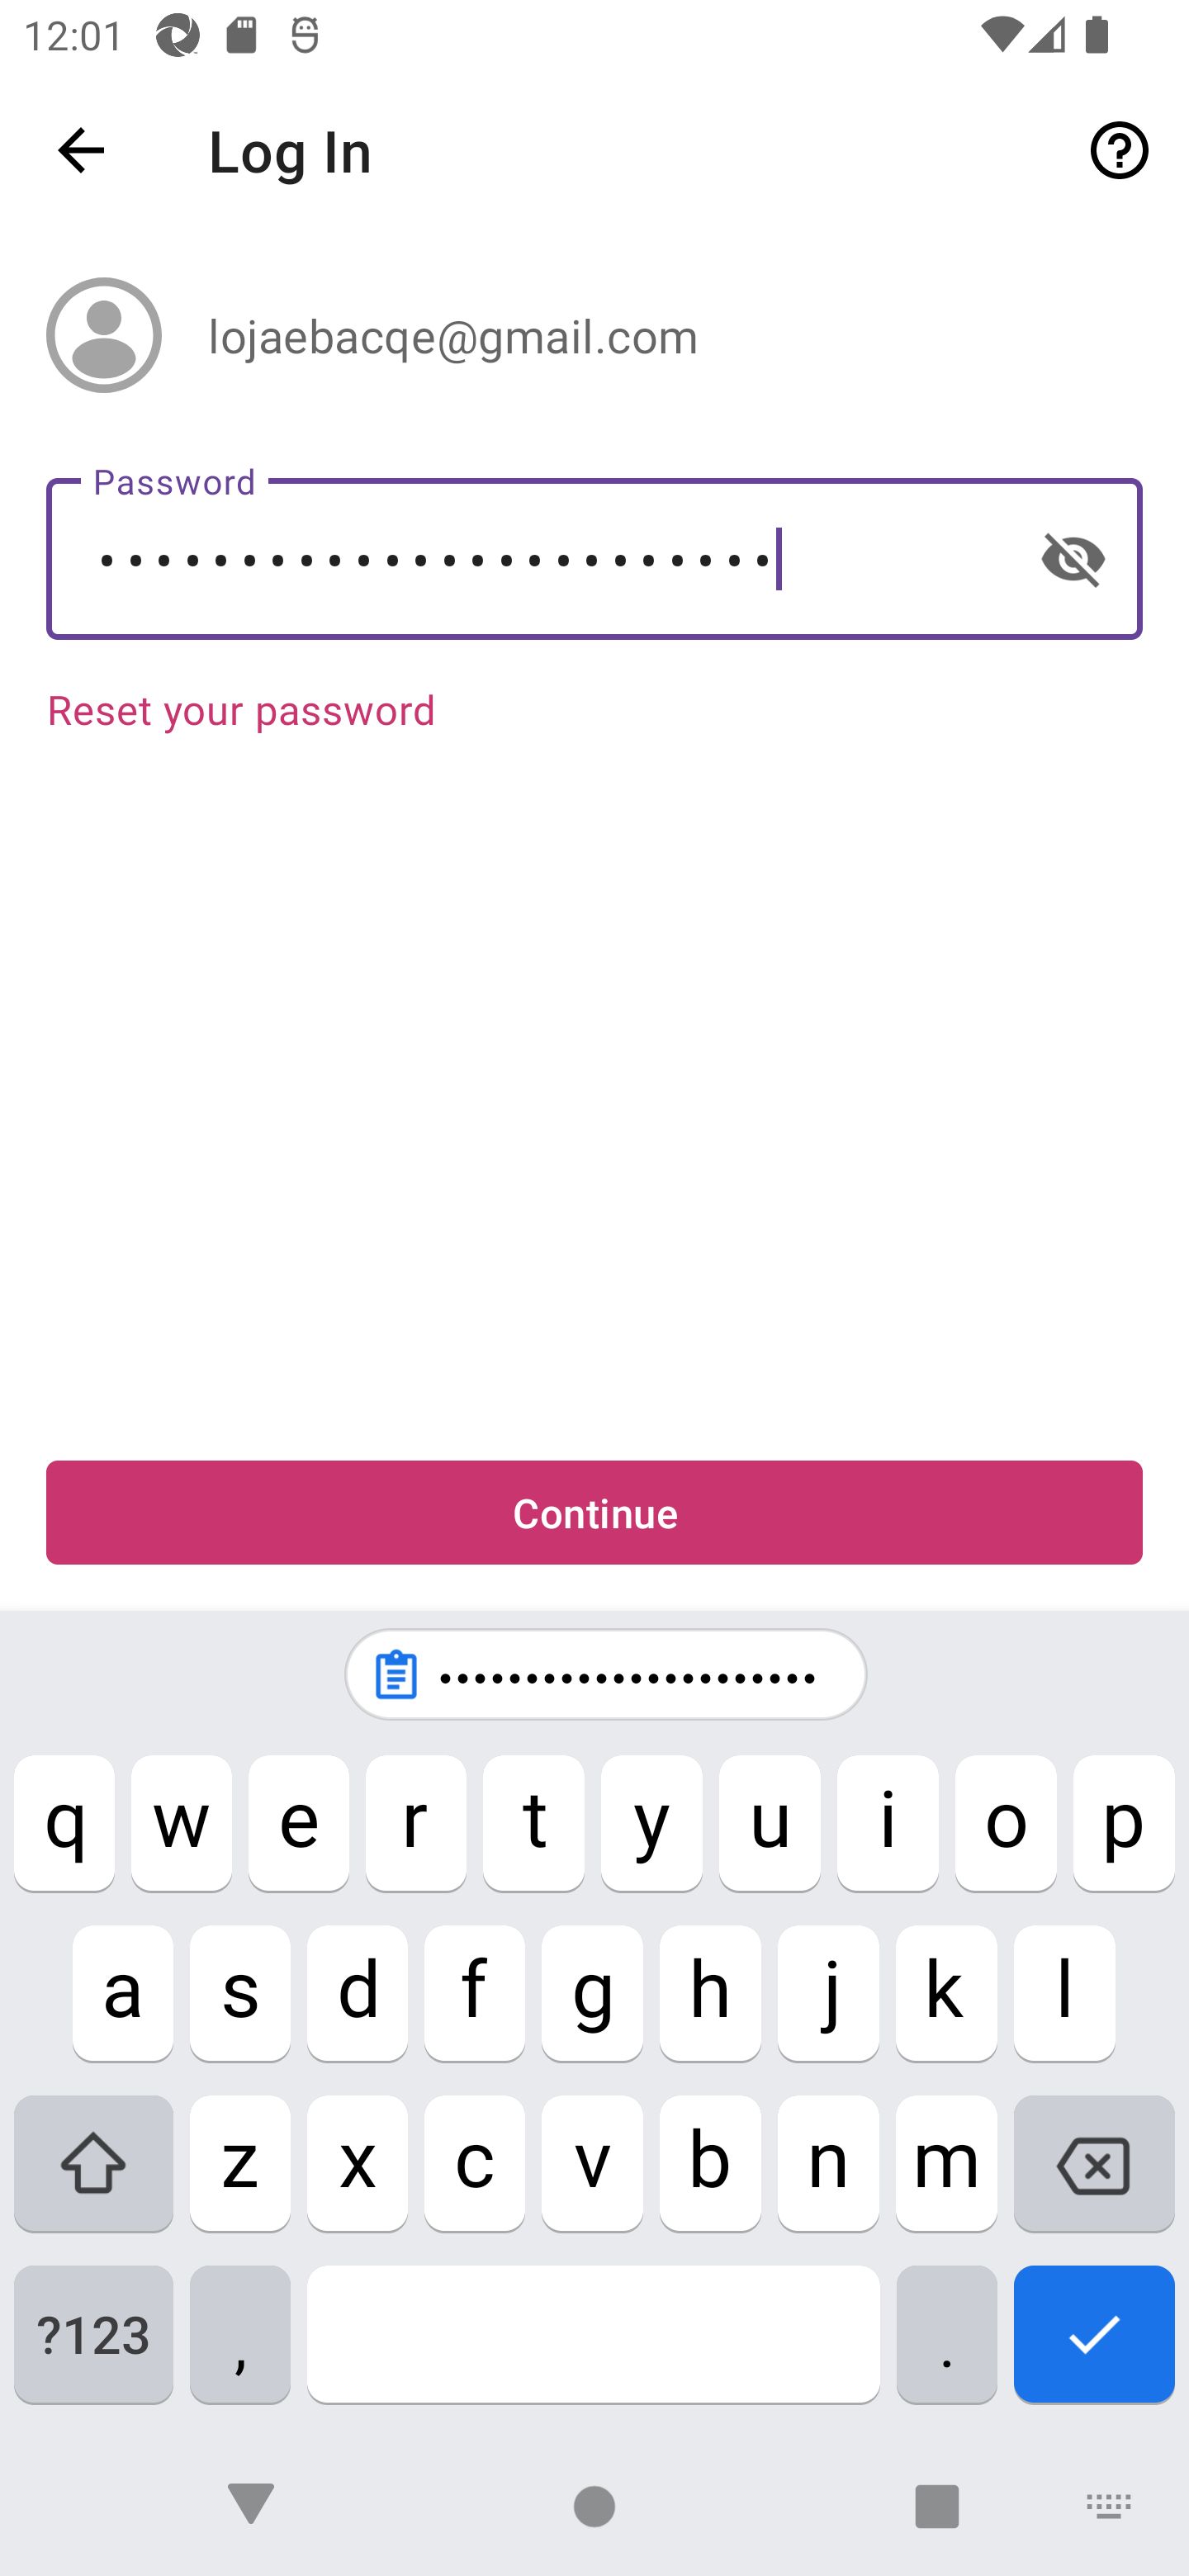 12:01
Log In
lojaebacqe@gmail.com
Password
••••••••••••••••••••••••
Reset your password
Continue
••••••••••••••••••••••
q w e r t y u i o p
a s d f g h j k l
z x c v b n m
?123 , .